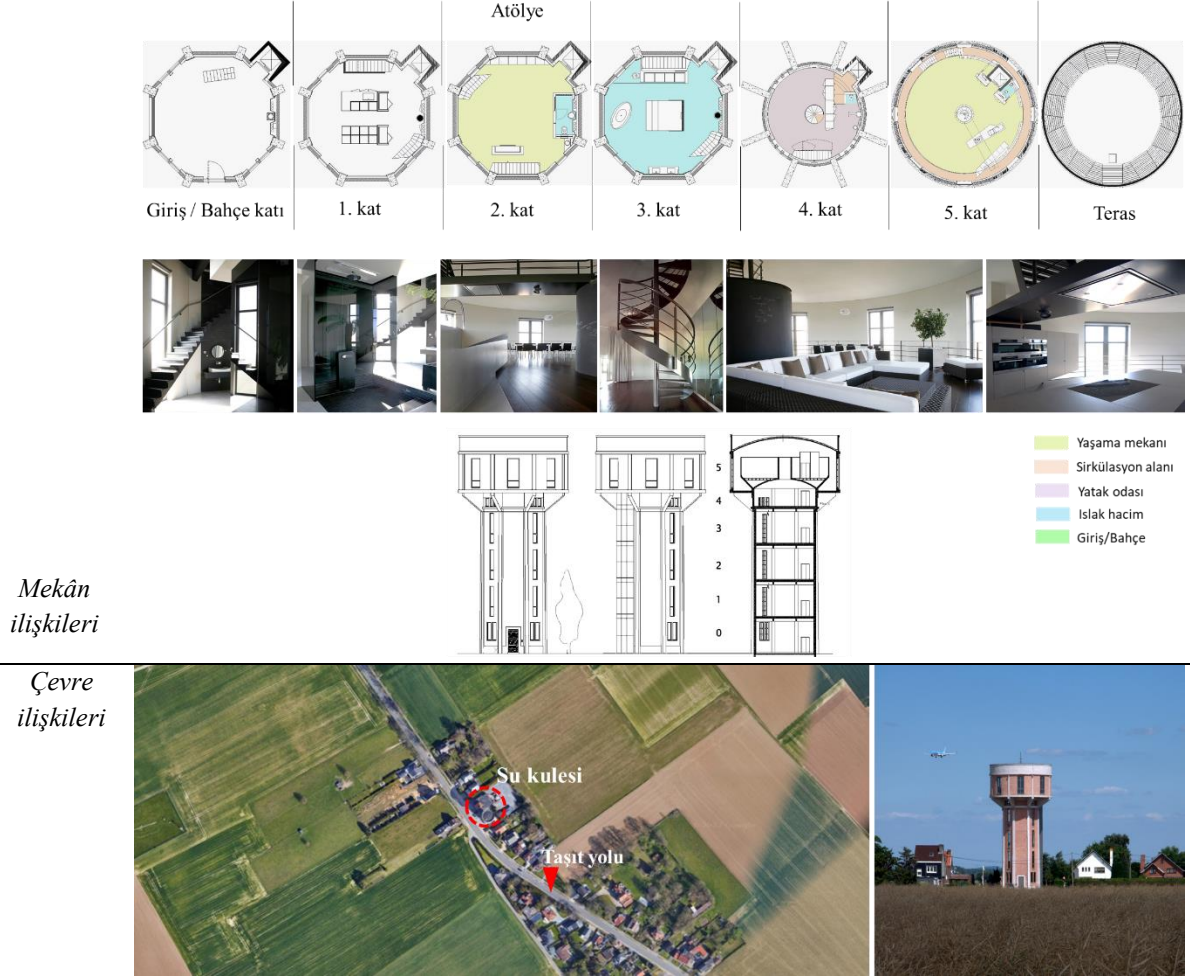 Atölye
Giriş / Bahçe katı
1. kat
2. kat
3. kat
4. kat
5. kat
Teras
5
4
3
2
1
0
Yaşama mekanı
Sirkülasyon alanı
Yatak odası
Islak hacim
Giriş/Bahçe
Mekân
ilişkileri
Çevre
ilişkileri
Su kulesi
Taşıt yolu